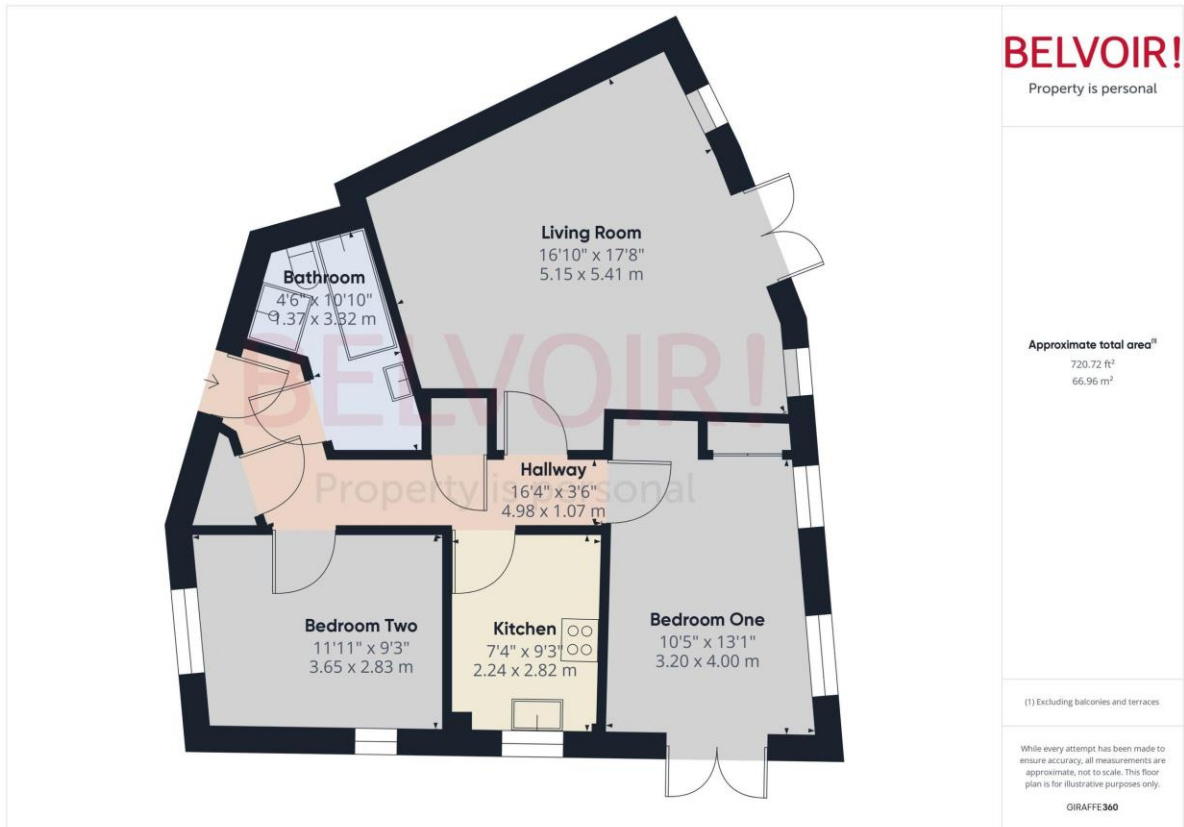 BELVOIR!
Property is personal
Living Room
16'10" x 17'8"
5.15 x 5.41 m
Bathroom
4'6" x 10'10"
1.37 x 3.32 m
BELVOIR!
Property is personal
Hallway
16'4" x 3'6"
4.98 x 1.07 m
Bedroom Two
11'11" x 9'3"
3.65 x 2.83 m
Kitchen
7'4" x 9'3"
2.24 x 2.82 m
Bedroom One
10'5" x 13'1"
3.20 x 4.00 m
Approximate total area(1)
720.72 ft²
66.96 m²
(1) Excluding balconies and terraces
While every attempt has been made to
ensure accuracy, all measurements are
approximate, not to scale. This floor
plan is for illustrative purposes only.
GIRAFFE360